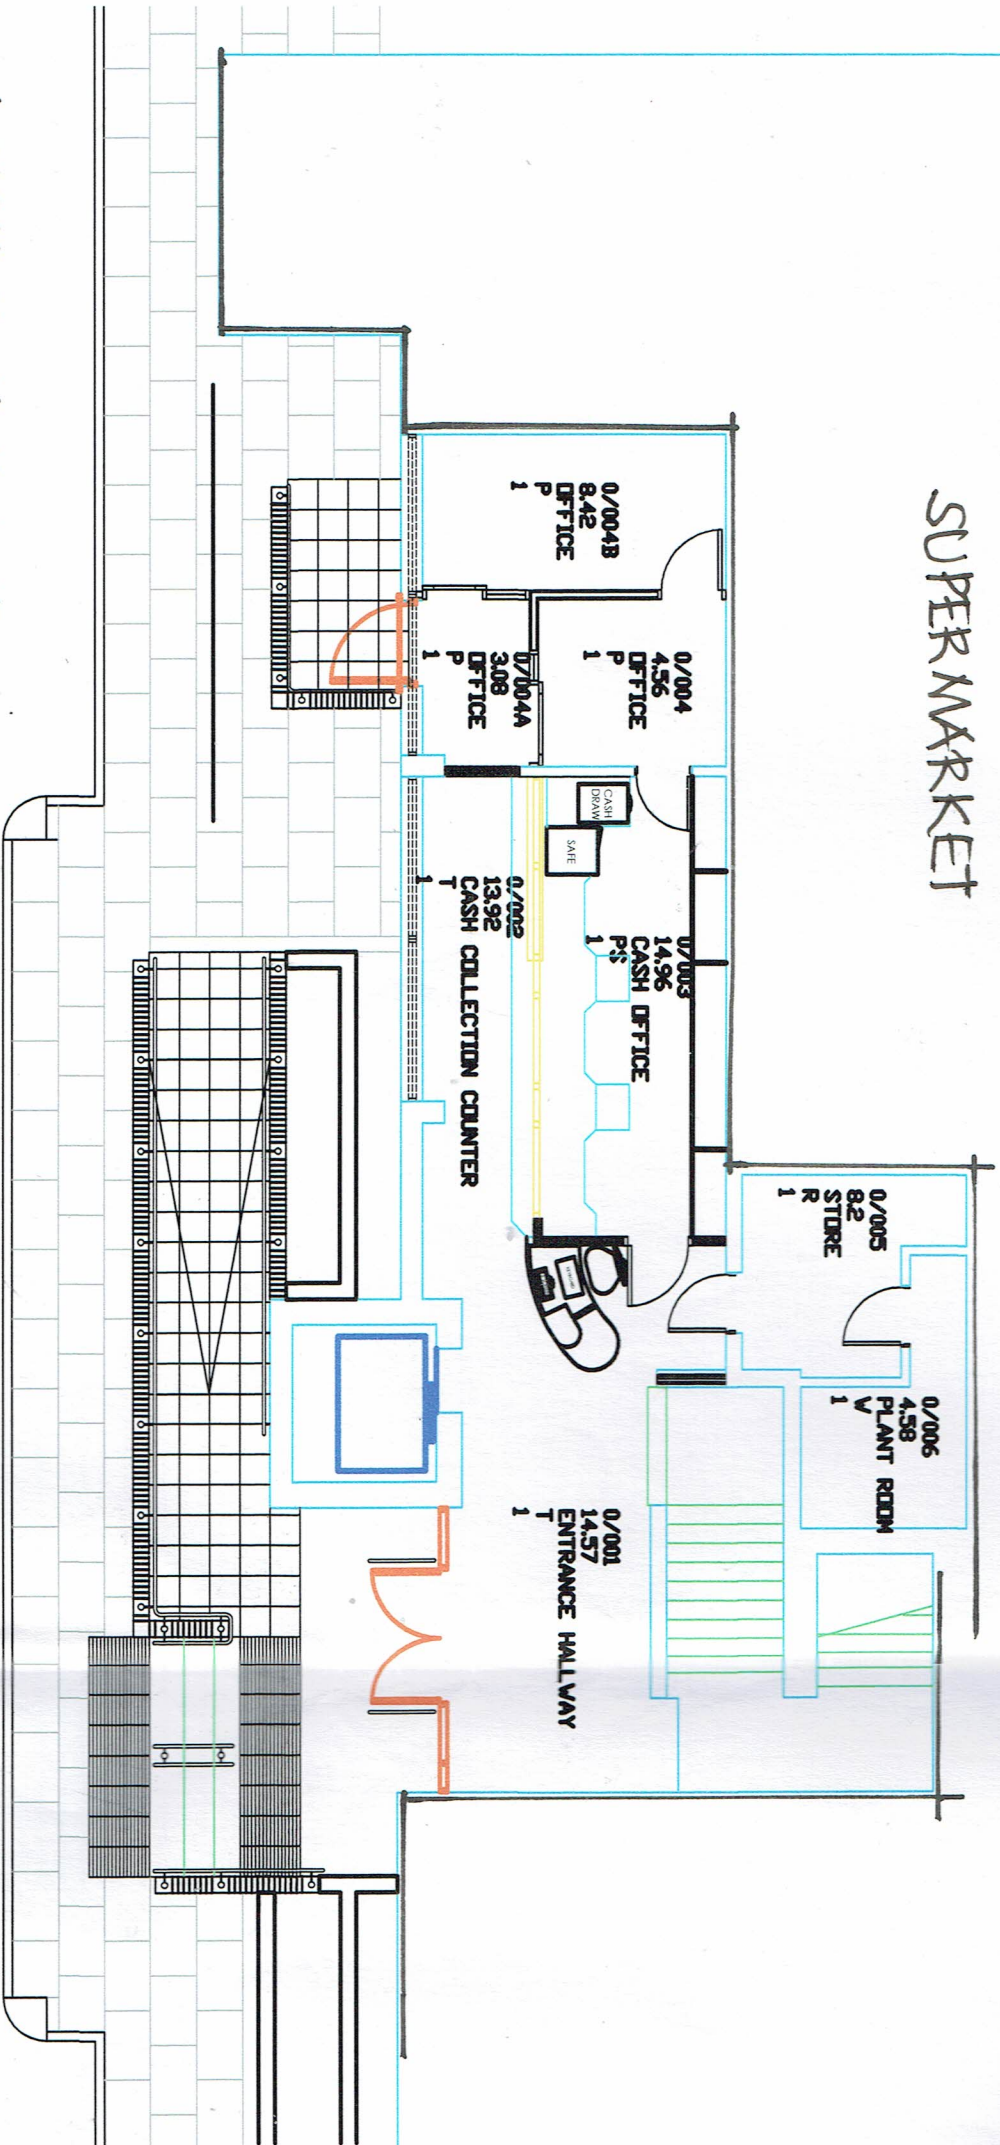 SUPERMARKET
0/004B
8.42
OFFICE
P
1
0/004
4.56
OFFICE
P
1
0/004A
3.08
OFFICE
P
1
CASH
DRAW
SAFE
0/003
14.96
CASH OFFICE
PS
1
0/002
13.92
CASH COLLECTION COUNTER
T
1
0/005
8.2
STORE
R
1
0/006
4.58
PLANT ROOM
W
1
0/001
14.57
ENTRANCE HALLWAY
T
1